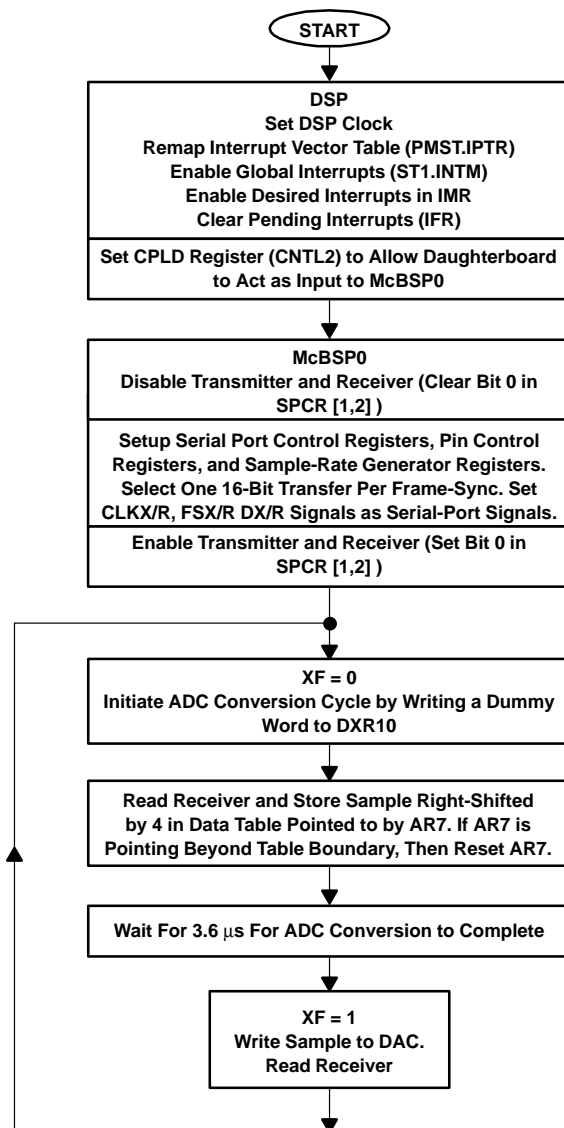 START
DSP
Set DSP Clock
Remap Interrupt Vector Table (PMST.IPTR)
Enable Global Interrupts (ST1.INTM)
Enable Desired Interrupts in IMR
Clear Pending Interrupts (IFR)
Set CPLD Register (CNTL2) to Allow Daughterboard
to Act as Input to McBSP0
McBSP0
Disable Transmitter and Receiver (Clear Bit 0 in
SPCR [1,2] )
Setup Serial Port Control Registers, Pin Control
Registers, and Sample-Rate Generator Registers.
Select One 16-Bit Transfer Per Frame-Sync. Set
CLKX/R, FSX/R DX/R Signals as Serial-Port Signals.
Enable Transmitter and Receiver (Set Bit 0 in
SPCR [1,2] )
XF = 0
Initiate ADC Conversion Cycle by Writing a Dummy
Word to DXR10
Read Receiver and Store Sample Right-Shifted
by 4 in Data Table Pointed to by AR7. If AR7 is
Pointing Beyond Table Boundary, Then Reset AR7.
Wait For 3.6 μs For ADC Conversion to Complete
XF = 1
Write Sample to DAC.
Read Receiver